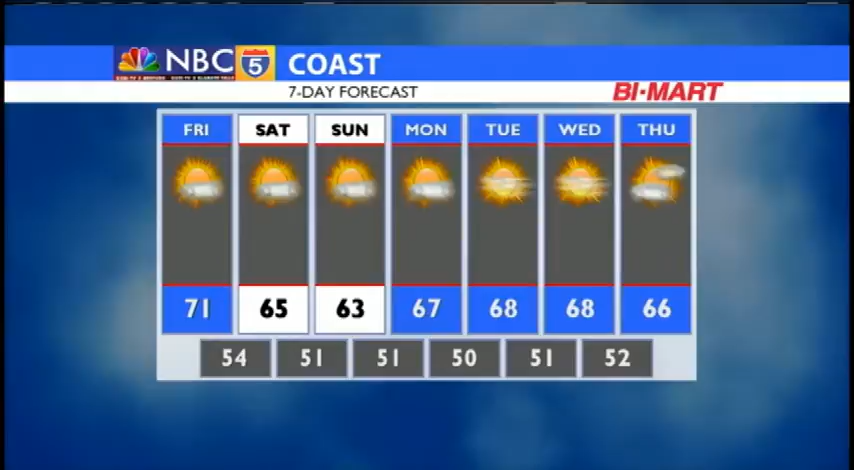 NBC 5 COAST
7-DAY FORECAST BI-MART
FRI SAT SUN MON TUE WED THU
71 65 63 67 68 68 66
54 51 51 50 51 52